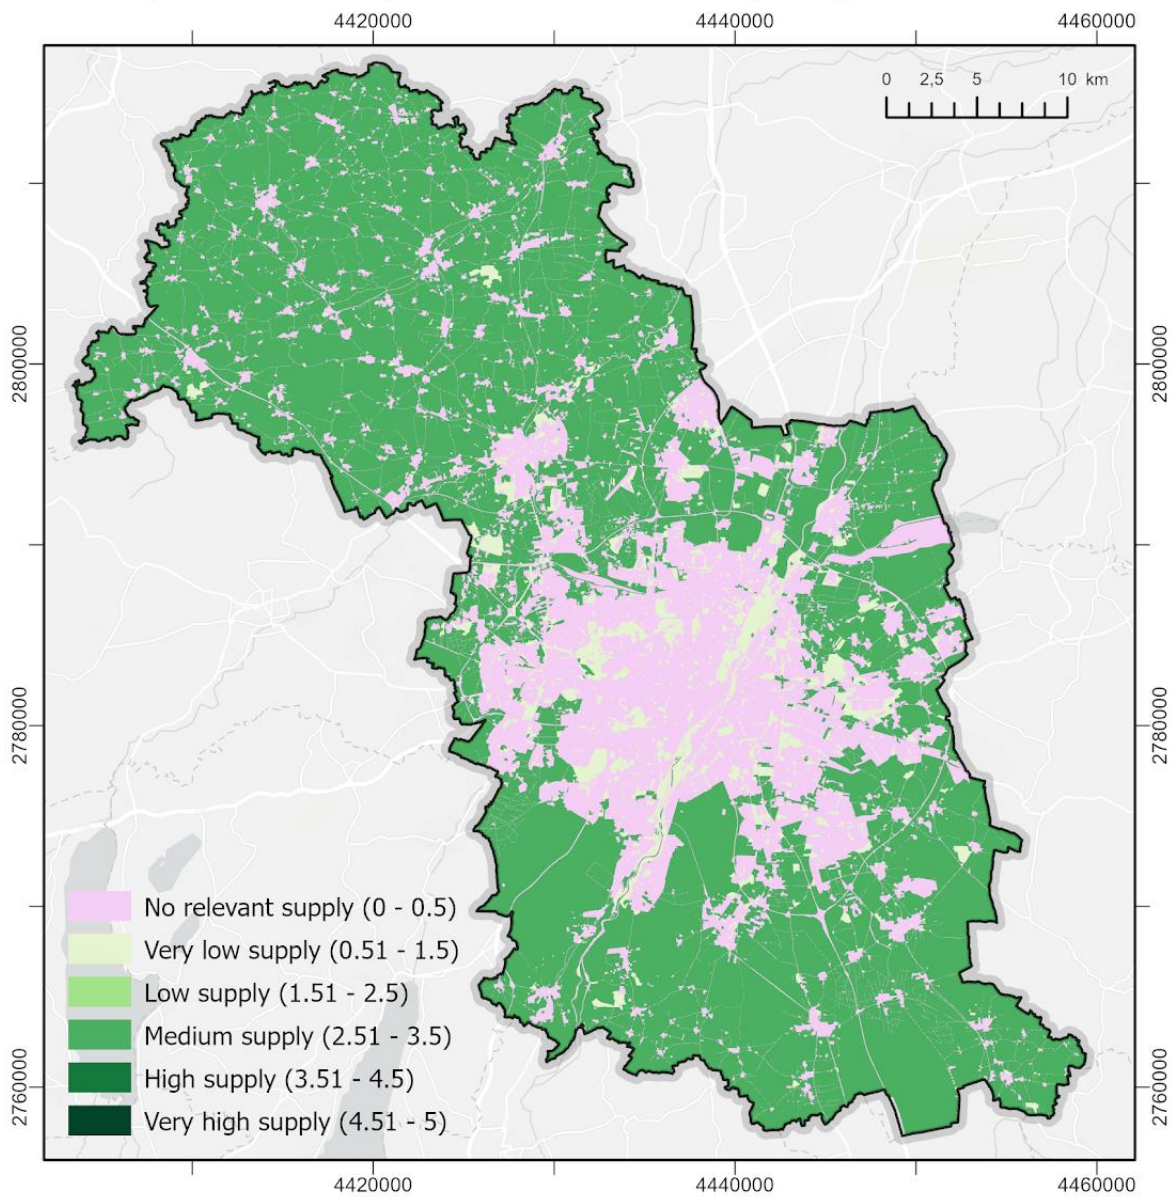 4420000 4440000 4460000
0 2,5 5 10 km
2800000 2800000
2780000 2780000
No relevant supply (0 - 0.5)
Very low supply (0.51 - 1.5)
Low supply (1.51 - 2.5)
Medium supply (2.51 - 3.5)
High supply (3.51 - 4.5)
Very high supply (4.51 - 5)
2760000 2760000
4420000 4440000 4460000